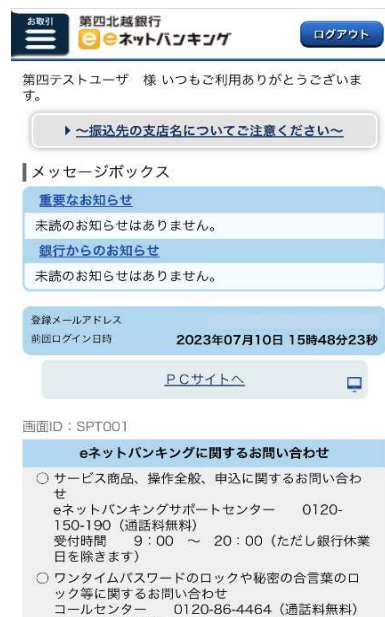 お取引
第四北越銀行
eネットバンキング
ログアウト
第四テストユーザ 様 いつもご利用ありがとうございま
す。
～振込先の支店名についてご注意ください～
メッセージボックス
重要なお知らせ
未読のお知らせはありません。
銀行からのお知らせ
未読のお知らせはありません。
登録メールアドレス
前回ログイン日時 2023年07月10日 15時48分23秒
ＰＣサイトへ
画面ID：SPT001
eネットバンキングに関するお問い合わせ
○ サービス商品、操作全般、申込に関するお問い合わ
せ
eネットバンキングサポートセンター 0120-
150-190（通話料無料）
受付時間 ９：００ ～ ２０：００（ただし銀行休業
日を除きます）
○ ワンタイムパスワードのロックや秘密の合言葉のロ
ック等に関するお問い合わせ
コールセンター 0120-86-4464（通話料無料）